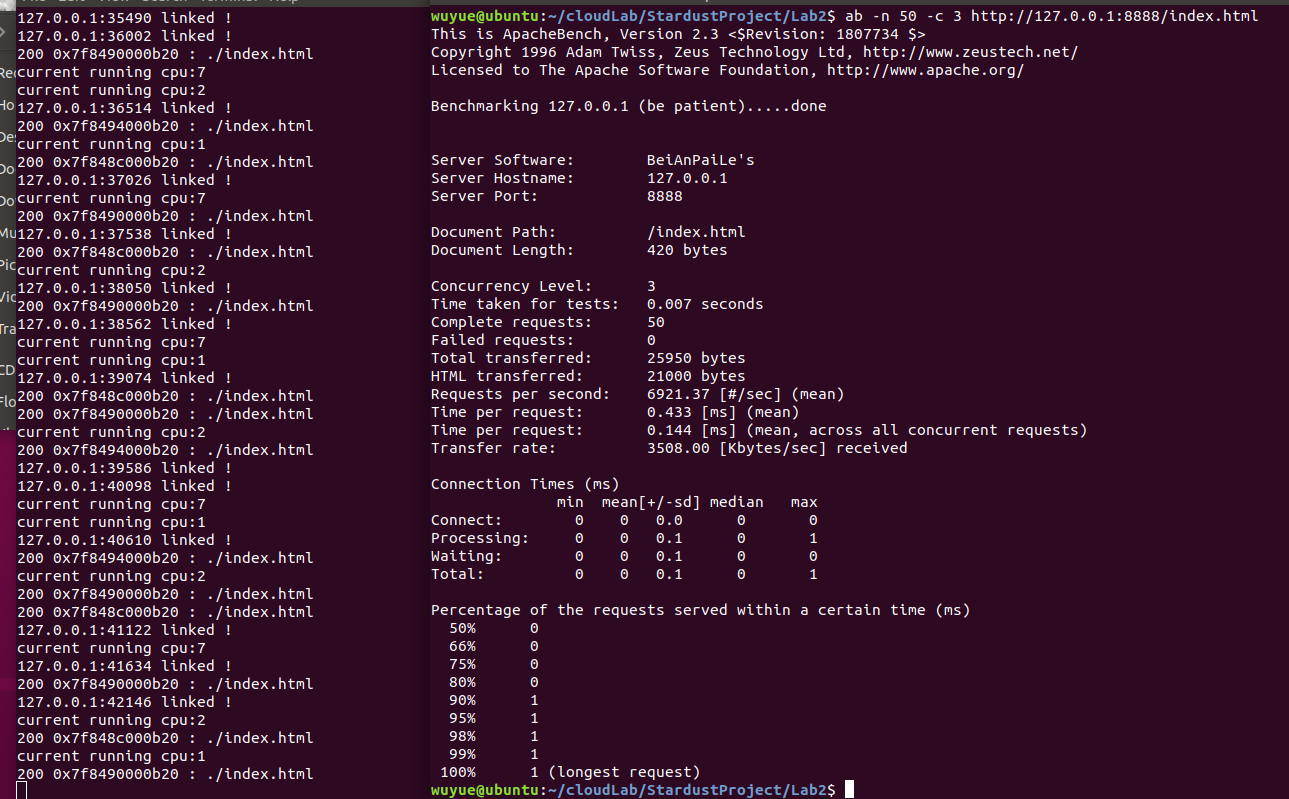 127.0.0.1:35490 linked !
127.0.0.1:36002 linked !
200 0x7f8490000b20 : ./index.html
current running cpu:7
current running cpu:2
127.0.0.1:36514 linked !
200 0x7f8494000b20 : ./index.html
current running cpu:1
200 0x7f848c000b20 : ./index.html
127.0.0.1:37026 linked !
current running cpu:7
200 0x7f8490000b20 : ./index.html
127.0.0.1:37538 linked !
200 0x7f848c000b20 : ./index.html
current running cpu:2
127.0.0.1:38050 linked !
200 0x7f8490000b20 : ./index.html
127.0.0.1:38562 linked !
current running cpu:7
current running cpu:1
127.0.0.1:39074 linked !
200 0x7f848c000b20 : ./index.html
200 0x7f8490000b20 : ./index.html
current running cpu:2
200 0x7f8494000b20 : ./index.html
127.0.0.1:39586 linked !
127.0.0.1:40098 linked !
current running cpu:7
current running cpu:1
127.0.0.1:40610 linked !
200 0x7f8494000b20 : ./index.html
current running cpu:2
200 0x7f8490000b20 : ./index.html
200 0x7f848c000b20 : ./index.html
127.0.0.1:41122 linked !
current running cpu:7
127.0.0.1:41634 linked !
200 0x7f8490000b20 : ./index.html
127.0.0.1:42146 linked !
current running cpu:2
200 0x7f848c000b20 : ./index.html
current running cpu:1
200 0x7f8490000b20 : ./index.html
wuyue@ubuntu:~/cloudLab/StardustProject/Lab2$ ab -n 50 -c 3 http://127.0.0.1:8888/index.html
This is ApacheBench, Version 2.3 <$Revision: 1807734 $>
Copyright 1996 Adam Twiss, Zeus Technology Ltd, http://www.zeustech.net/
Licensed to The Apache Software Foundation, http://www.apache.org/
Benchmarking 127.0.0.1 (be patient).....done
Server Software: BeiAnPaiLe's
Server Hostname: 127.0.0.1
Server Port: 8888
Document Path: /index.html
Document Length: 420 bytes
Concurrency Level: 3
Time taken for tests: 0.007 seconds
Complete requests: 50
Failed requests: 0
Total transferred: 25950 bytes
HTML transferred: 21000 bytes
Requests per second: 6921.37 [#/sec] (mean)
Time per request: 0.433 [ms] (mean)
Time per request: 0.144 [ms] (mean, across all concurrent requests)
Transfer rate: 3508.00 [Kbytes/sec] received
Connection Times (ms)
min mean[+/-sd] median max
Connect: 0 0 0.0 0 0
Processing: 0 0 0.1 0 1
Waiting: 0 0 0.1 0 0
Total: 0 0 0.1 0 1
Percentage of the requests served within a certain time (ms)
50% 0
66% 0
75% 0
80% 0
90% 1
95% 1
98% 1
99% 1
100% 1 (longest request)
wuyue@ubuntu:~/cloudLab/StardustProject/Lab2$